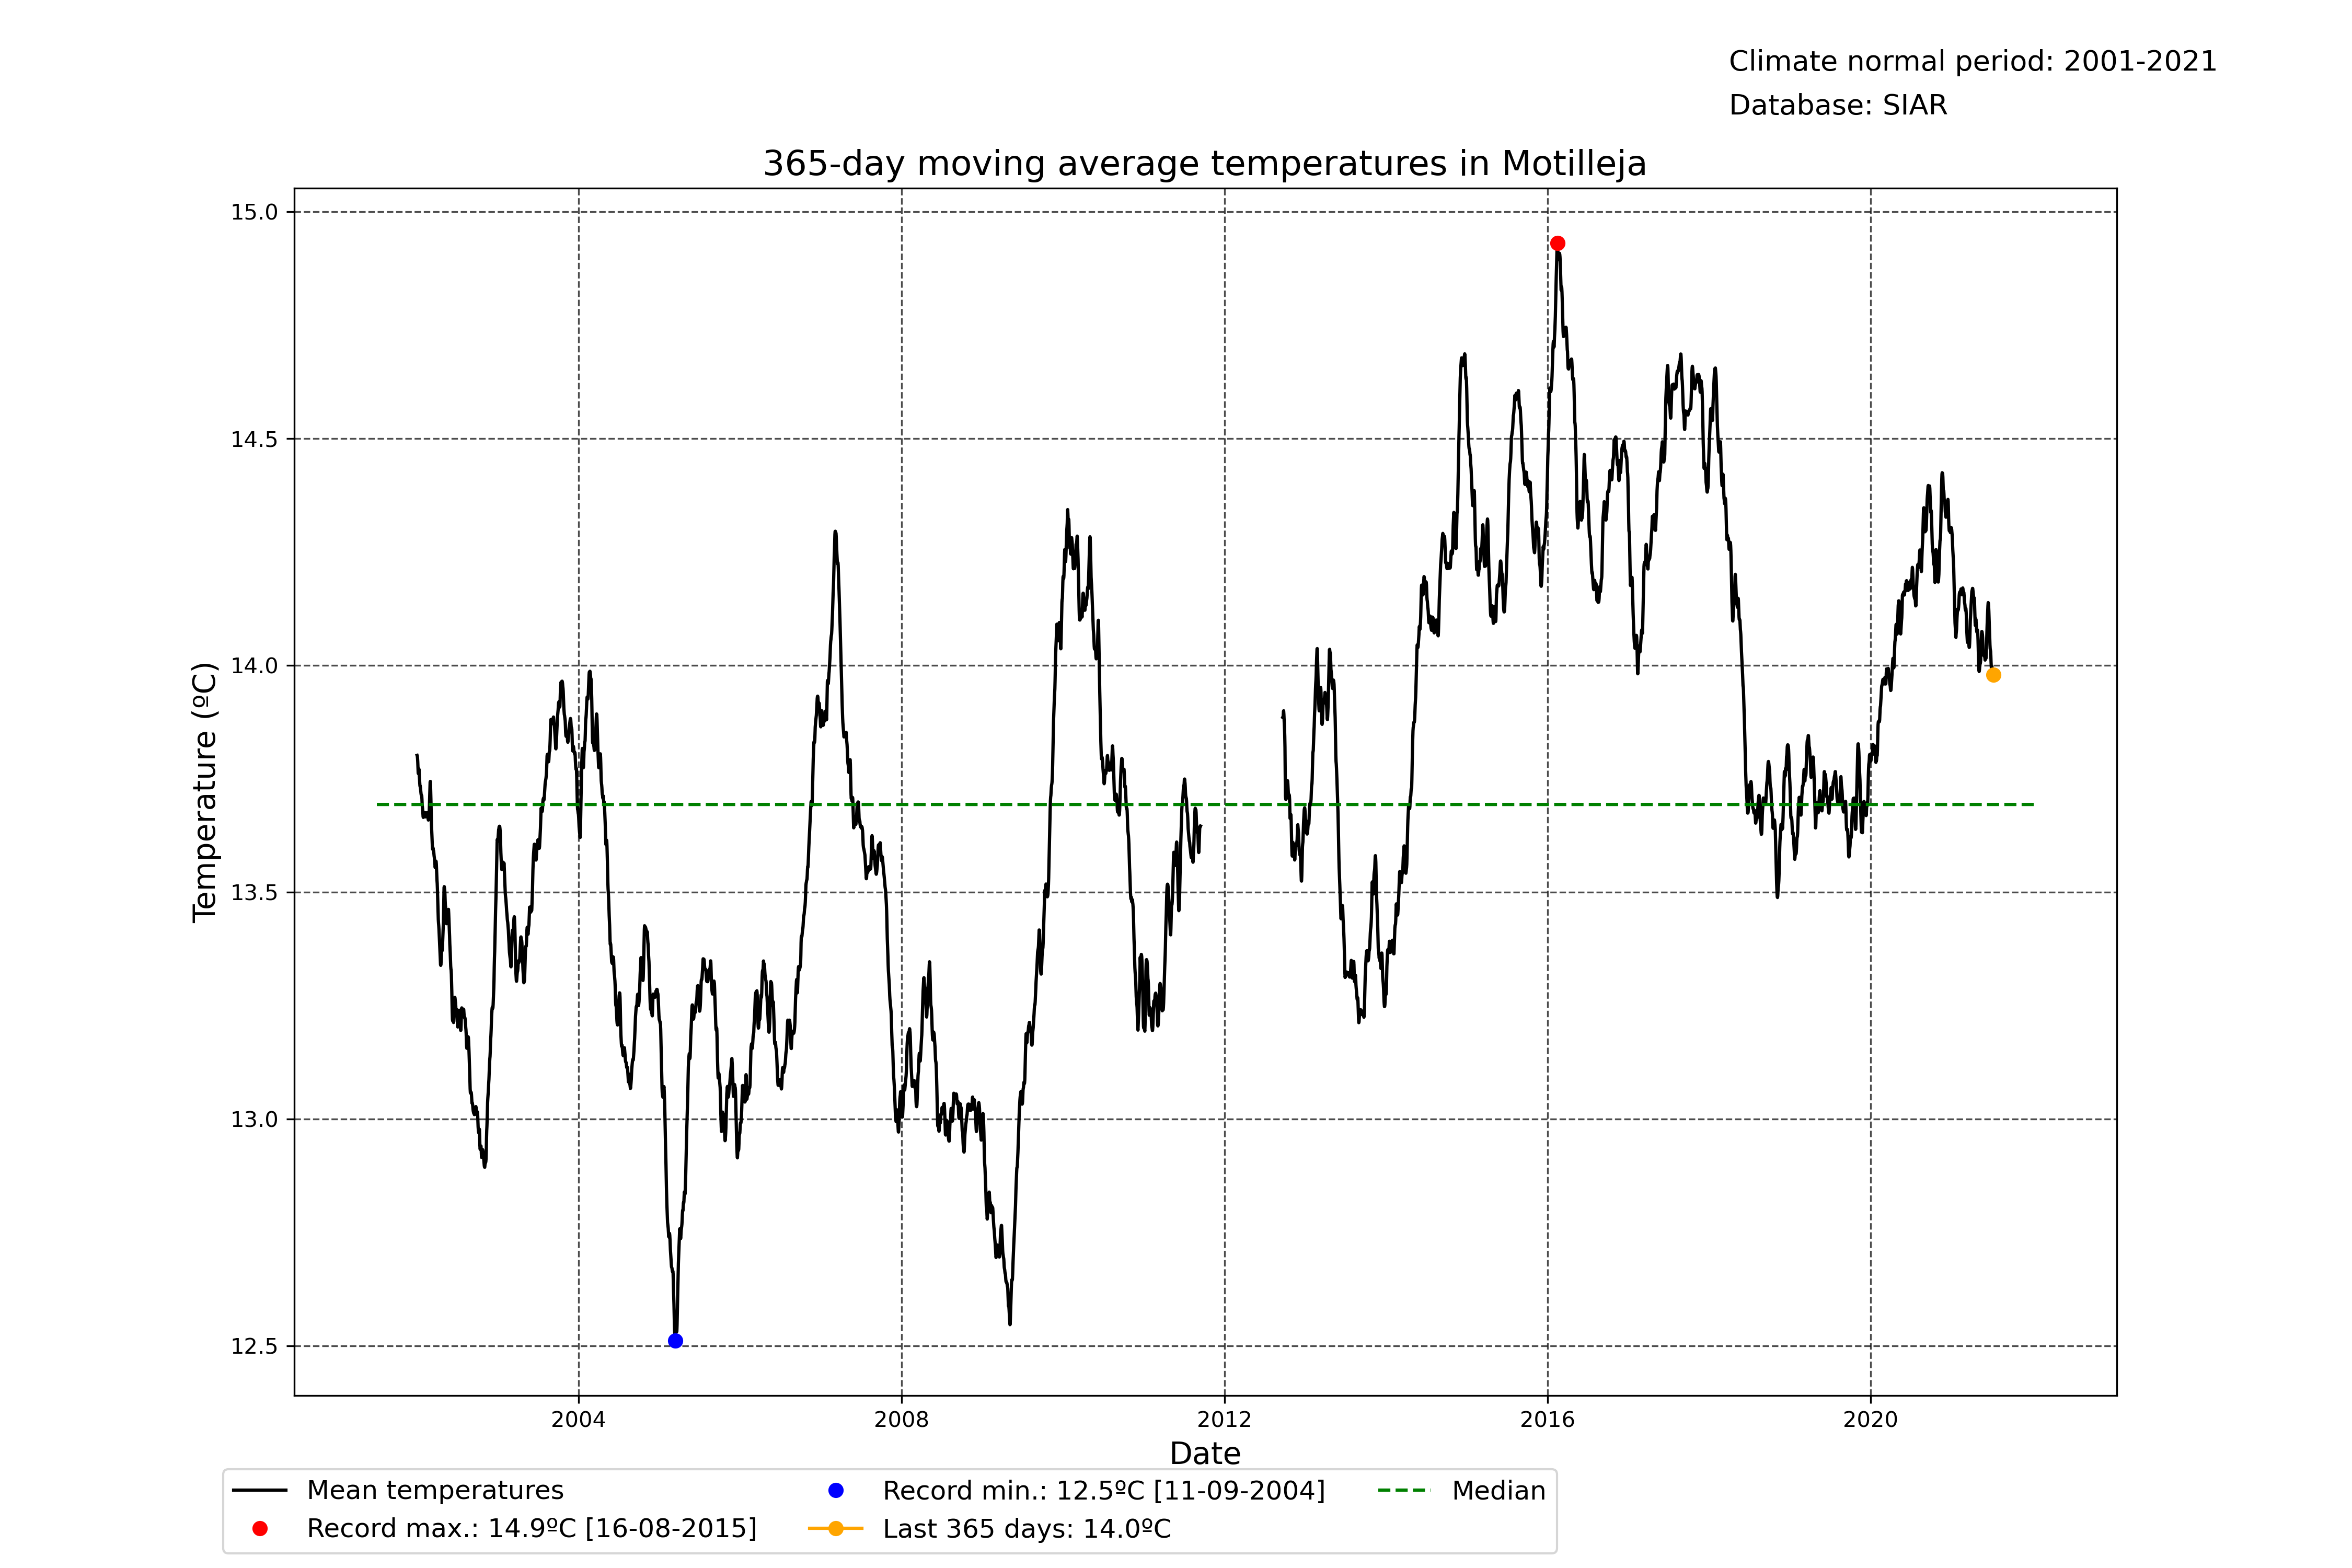 Climate normal period: 2001-2021
Database: SIAR
365-day moving average temperatures in Motilleja
15.0
14.5
14.0
13.5
13.0
12.5
Temperature (ºC)
2004 2008 2012 2016 2020
Date
Mean temperatures
Record max.: 14.9ºC [16-08-2015]
Record min.: 12.5ºC [11-09-2004]
Last 365 days: 14.0ºC
Median